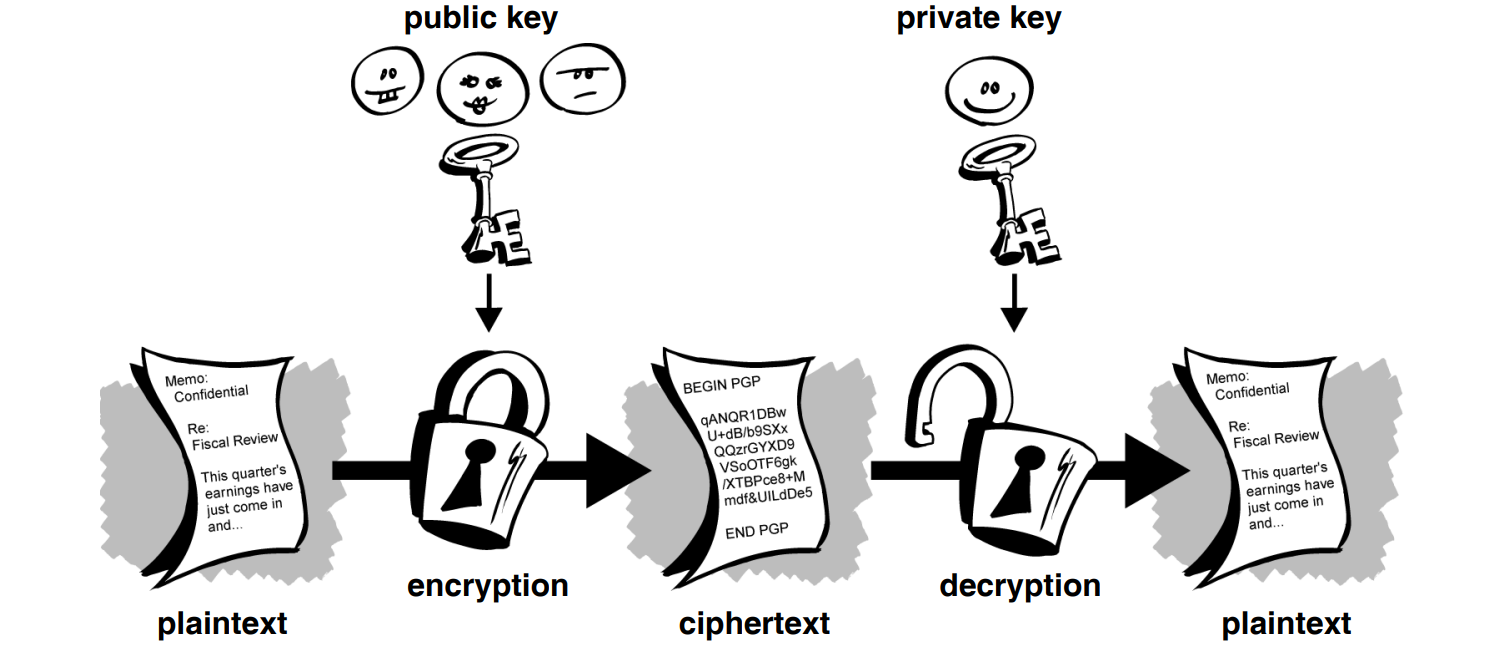 public key
private key
Memo:
Confidential
Re:
Fiscal Review
This quarter's
earnings have
just come in
and...
BEGIN PGP
qANQR1DBw
U+dB/b9SXx
QQzrGYXD9
VSoOTF6gk
/XTBPce8+M
mdf&UILdDe5
END PGP
Memo:
Confidential
Re:
Fiscal Review
This quarter's
earnings have
just come in
and...
encryption
decryption
plaintext
ciphertext
plaintext